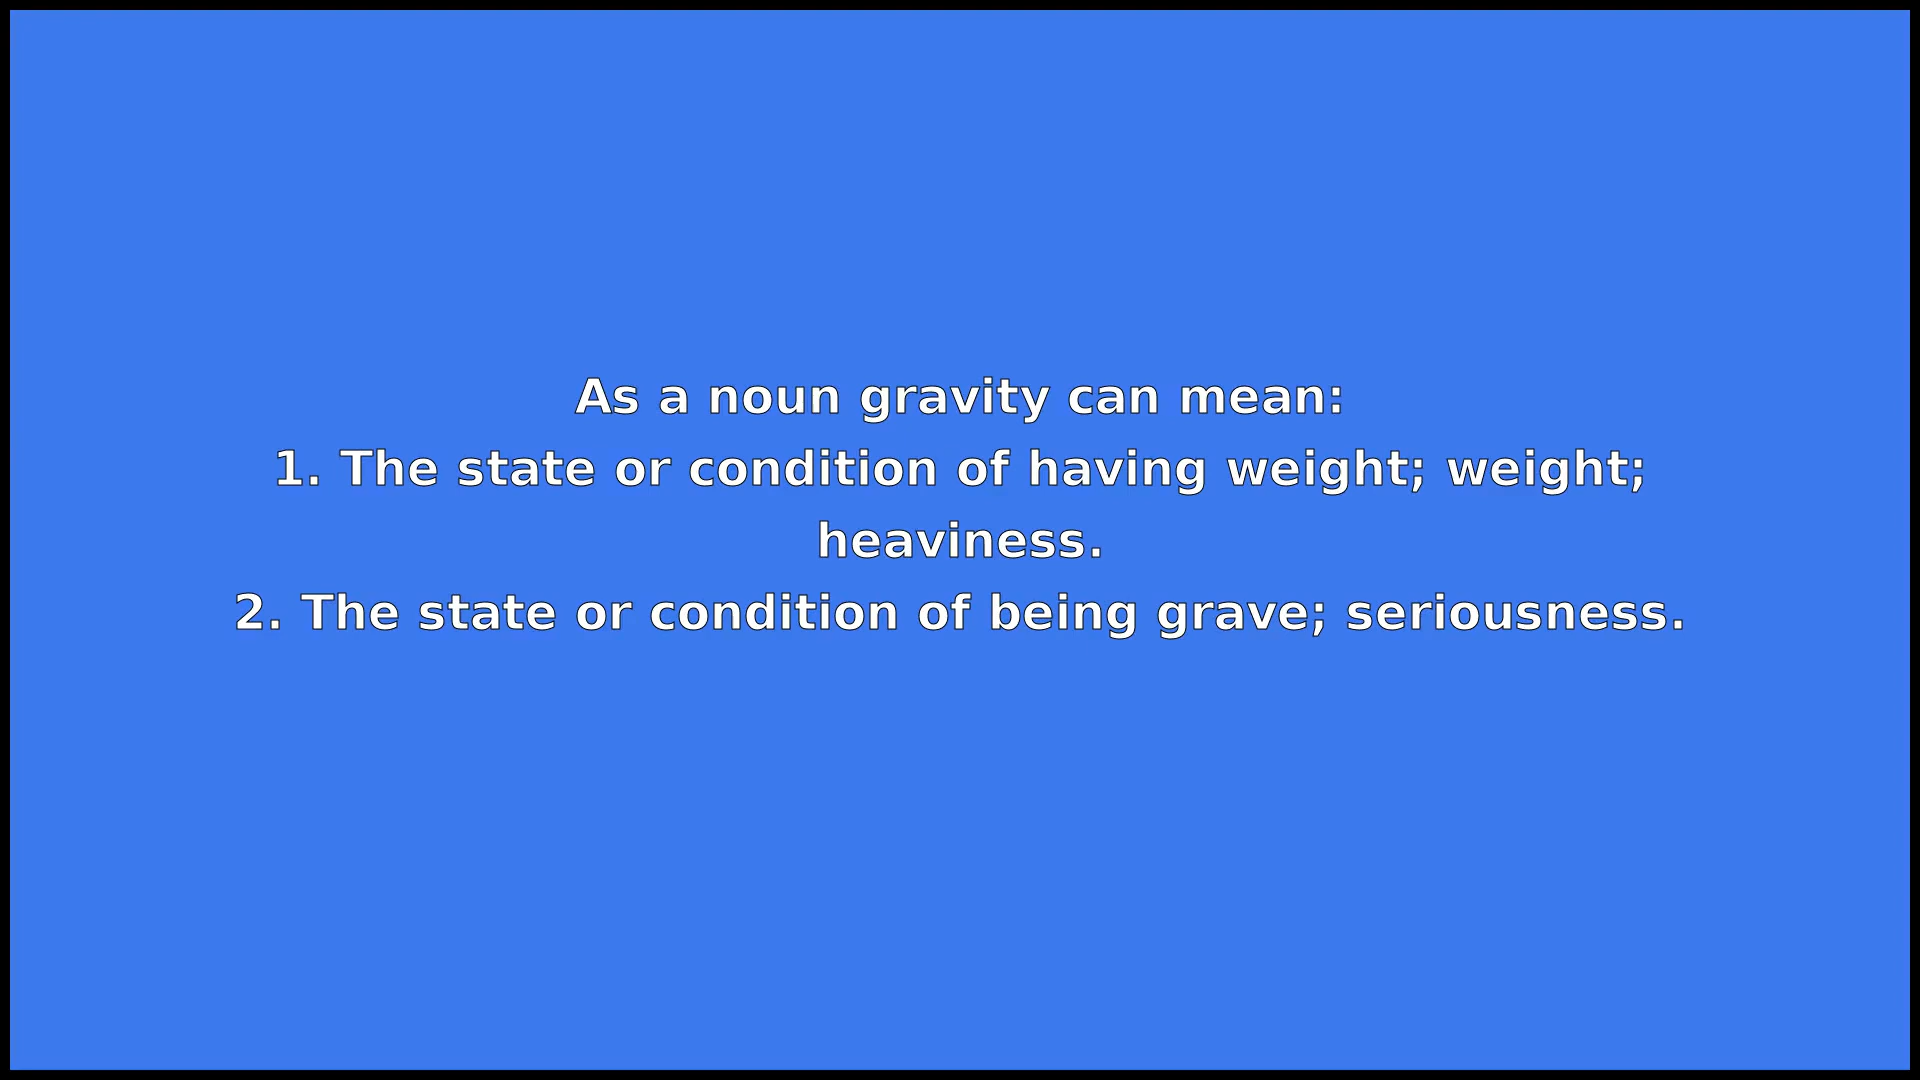 As a noun gravity can mean:
1. The state or condition of having weight; weight;
heaviness.
2. The state or condition of being grave; seriousness.